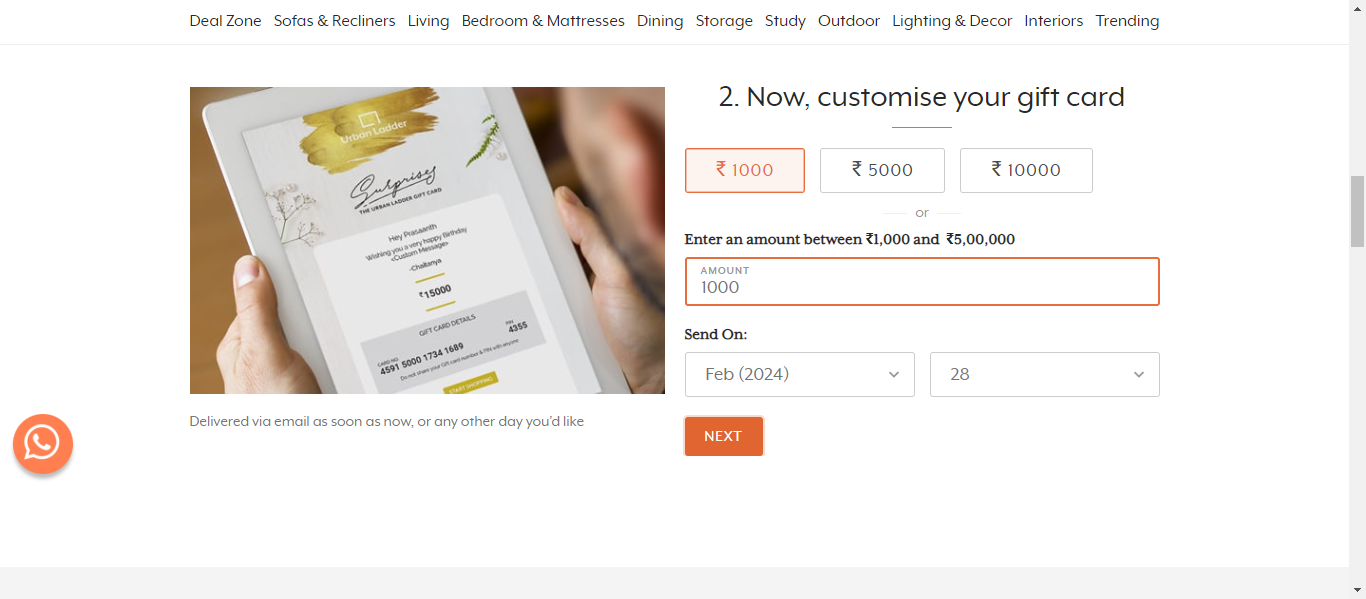 Deal Zone Sofas & Recliners Living Bedroom & Mattresses Dining Storage Study Outdoor Lighting & Decor Interiors Trending
Urban Ladder
Surprises
THE URBAN LADDER GIFT CARD
Hey Prasaanth
Wishing you a very happy Birthday
<Custom Message>
-Chaitanya
₹15000
GIFT CARD DETAILS
CARD NO. PIN
4591 5000 1734 1689 4355
Do not share your Gift card number & PIN with anyone
START SHOPPING
Delivered via email as soon as now, or any other day you'd like
2. Now, customise your gift card
₹ 1000 ₹ 5000 ₹ 10000
or
Enter an amount between ₹1,000 and ₹5,00,000
AMOUNT
1000
Send On:
Feb (2024) 28
NEXT